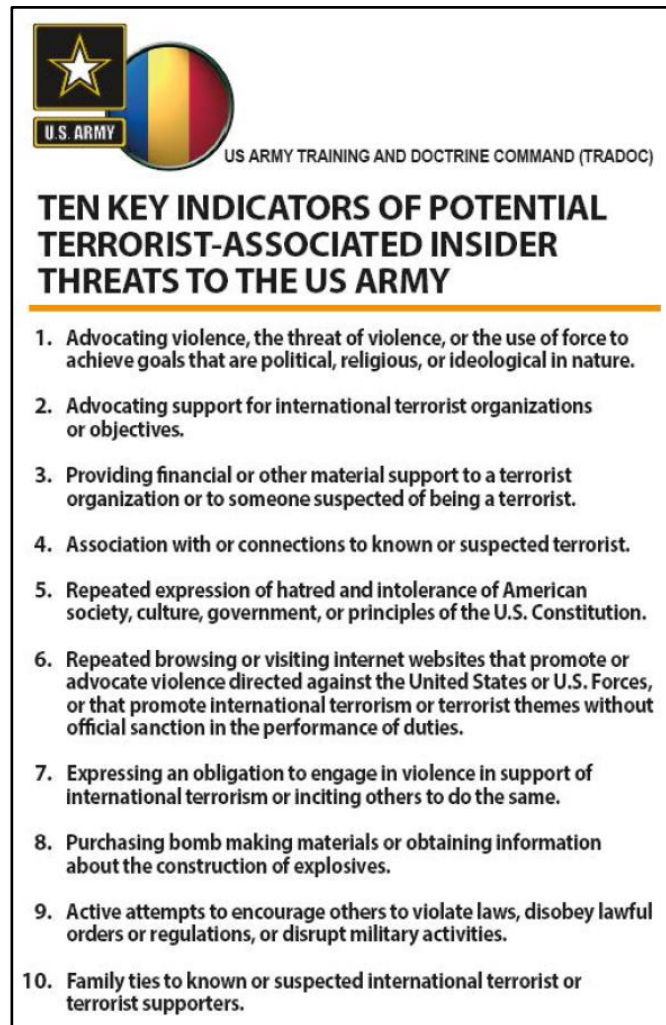 U.S. ARMY
US ARMY TRAINING AND DOCTRINE COMMAND (TRADOC)
TEN KEY INDICATORS OF POTENTIAL
TERRORIST-ASSOCIATED INSIDER
THREATS TO THE US ARMY
1. Advocating violence, the threat of violence, or the use of force to
achieve goals that are political, religious, or ideological in nature.
2. Advocating support for international terrorist organizations
or objectives.
3. Providing financial or other material support to a terrorist
organization or to someone suspected of being a terrorist.
4. Association with or connections to known or suspected terrorist.
5. Repeated expression of hatred and intolerance of American
society, culture, government, or principles of the U.S. Constitution.
6. Repeated browsing or visiting internet websites that promote or
advocate violence directed against the United States or U.S. Forces,
or that promote international terrorism or terrorist themes without
official sanction in the performance of duties.
7. Expressing an obligation to engage in violence in support of
international terrorism or inciting others to do the same.
8. Purchasing bomb making materials or obtaining information
about the construction of explosives.
9. Active attempts to encourage others to violate laws, disobey lawful
orders or regulations, or disrupt military activities.
10. Family ties to known or suspected international terrorist or
terrorist supporters.